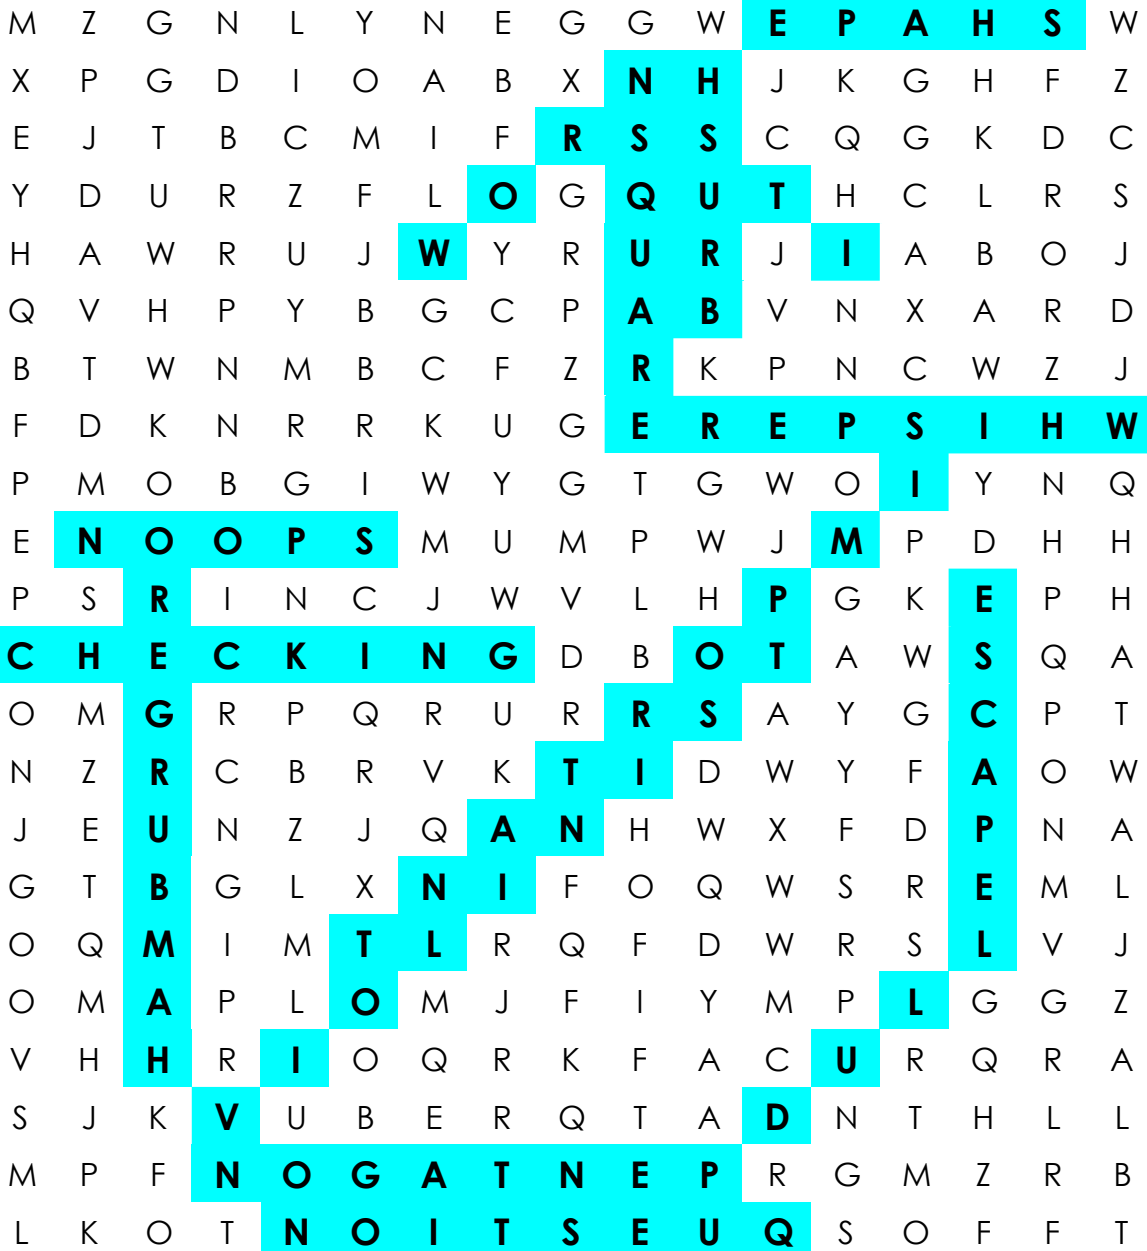 M Z G N L Y N E G G W E P A H S W
X P G D I O A B X N H J K G H F Z
E J T B C M I F R S S C Q G K D C
Y D U R Z F L O G Q U T H C L R S
H A W R U J W Y R U R J I A B O J
Q V H P Y B G C P A B V N X A R D
B T W N M B C F Z R K P N C W Z J
F D K N R R K U G E R E P S I H W
P M O B G I W Y G T G W O I Y N Q
E N O O P S M U M P W J M P D H H
P S R I N C J W V L H P G K E P H
C H E C K I N G D B O T A W S Q A
O M G R P Q R U R R S A Y G C P T
N Z R C B R V K T I D W Y F A O W
J E U N Z J Q A N H W X F D P N A
G T B G L X N I F O Q W S R E M L
O Q M I M T L R Q F D W R S L V J
O M A P L O M J F I Y M P L G G Z
V H H R I O Q R K F A C U R Q R A
S J K V U B E R Q T A D N T H L L
M P F N O G A T N E P R G M Z R B
L K O T N O I T S E U Q S O F F T